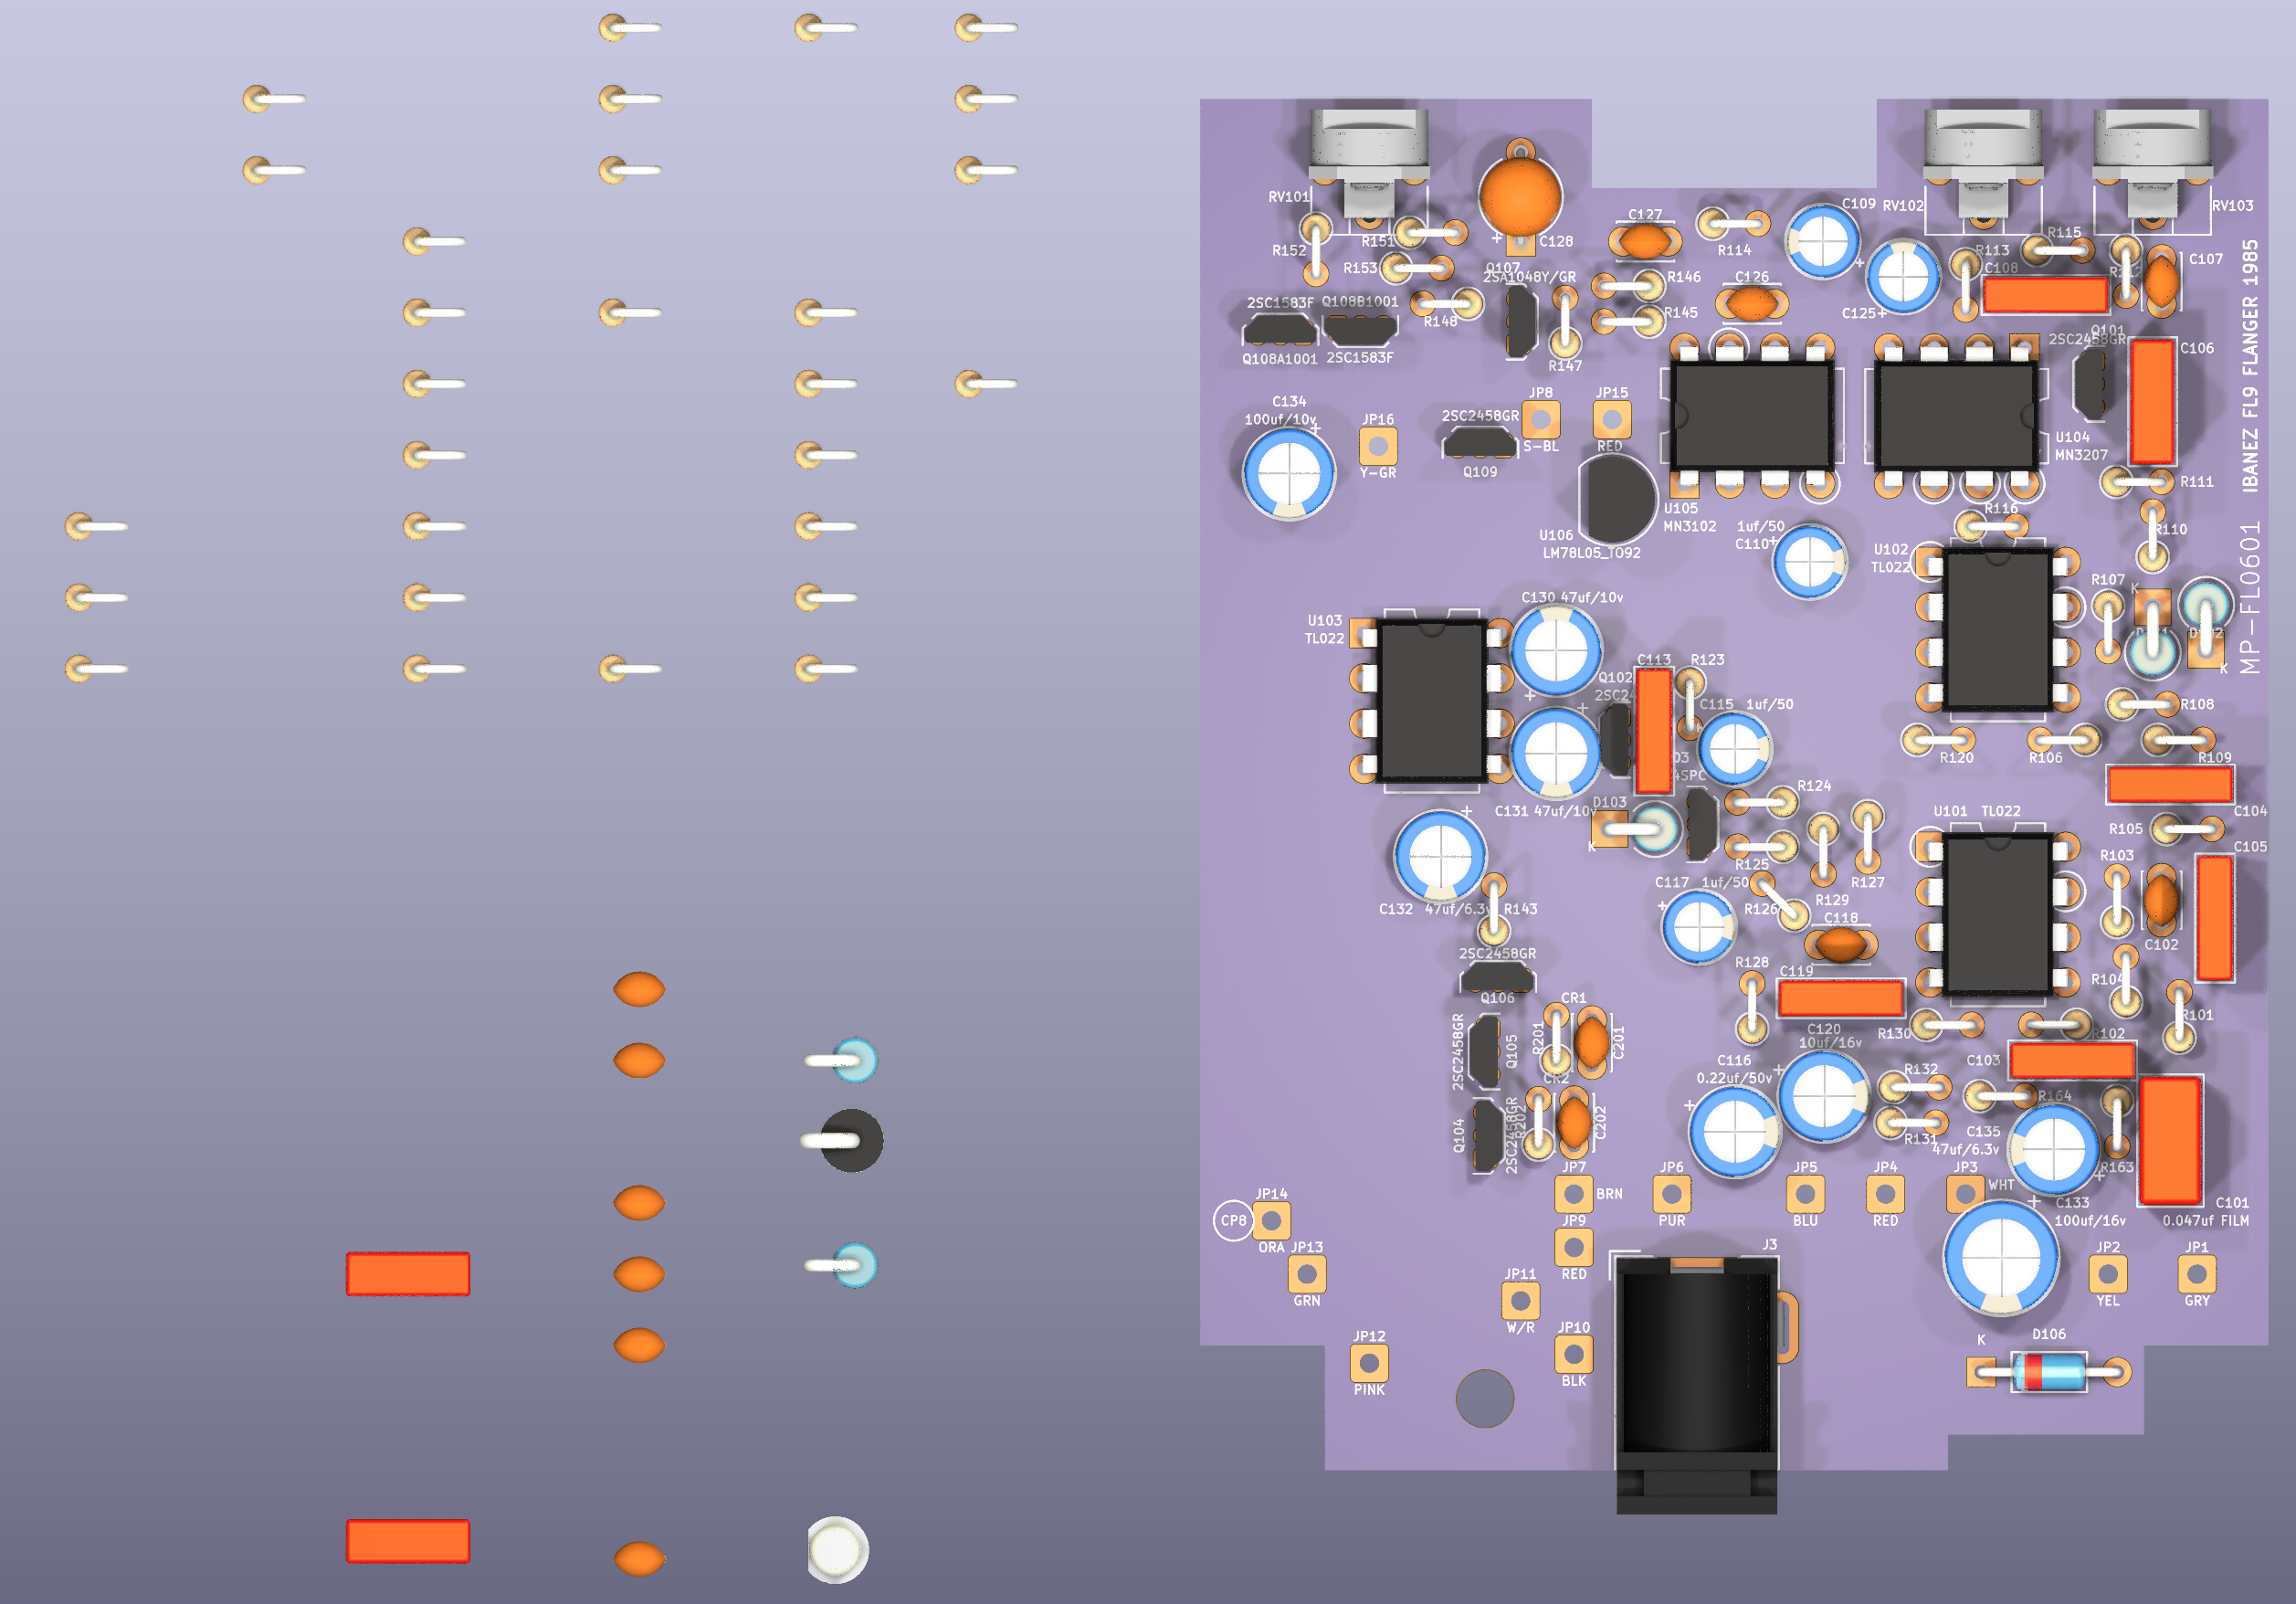 RV101
RV102
RV103
C109
C127
C128
R152
R151
R153
R114
R113
R115
C108
C107
Q107
2SA1048Y/GR
R146
C126
R145
C125
2SC1583F
Q108B1001
R148
Q108A1001
2SC1583F
R147
Q101
2SC2458GR
C106
IBANEZ FL9 FLANGER 1985
C134
100uf/10v
JP16
Y-GR
2SC2458GR
Q109
JP8
S-BL
JP15
RED
U104
MN3207
R111
U105
MN3102
U106
LM78L05_TO92
1uf/50
C110
R116
R110
U102
TL022
MP-FL0601
R107
K
K
R108
U103
TL022
C130 47uf/10v
C113
R123
Q102
C115 1uf/50
R120
R106
R109
C104
C131 47uf/10v
D103
K
R124
U101 TL022
R105
R125
R127
R103
C105
C132 47uf/6.3v
R143
C117 1uf/50
R126
R129
C118
C102
2SC2458GR
Q106
R128
C119
R104
R101
CR1
2SC2458GR
Q105
R201
C201
C120
10uf/16v
R130
R102
C116
0.22uf/50v
C103
R132
R164
CR2
Q104
2SC2458GR
R202
C202
R131
C135
47uf/6.3v
R163
JP7
BRN
JP6
PUR
JP5
BLU
JP4
RED
JP3
WHT
C133
100uf/16v
C101
0.047uf FILM
CP8
JP14
ORA
JP13
GRN
JP9
RED
J3
JP2
YEL
JP1
GRY
JP11
W/R
JP12
PINK
JP10
BLK
K
D106